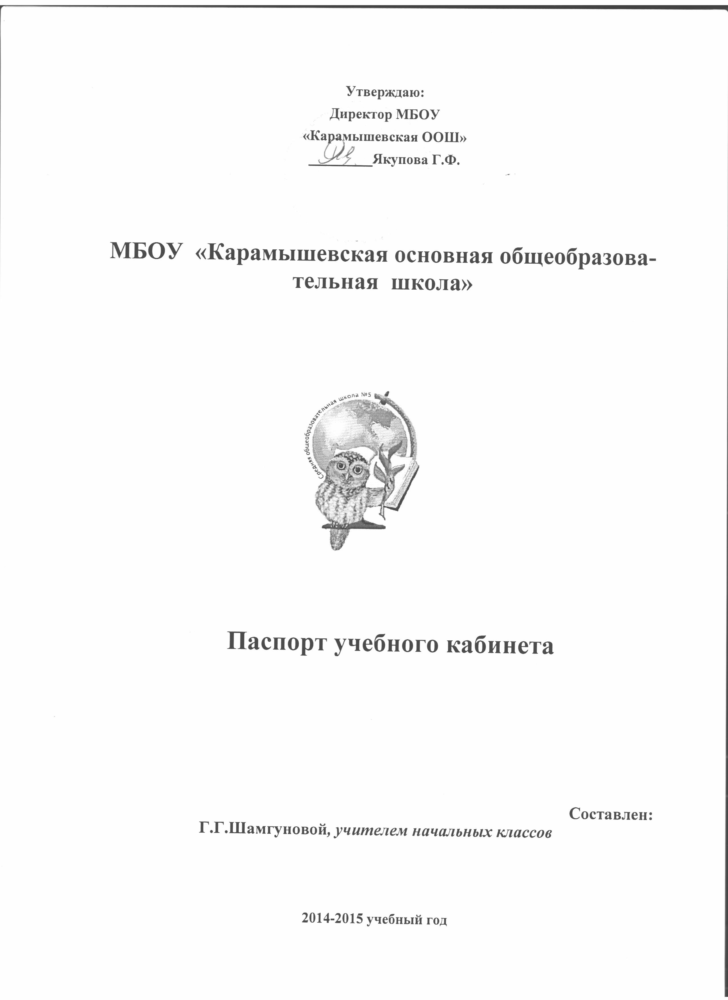 Утверждаю:
Директор МБОУ
«Карамышевская ООШ»
_________Якупова Г.Ф.
МБОУ «Карамышевская основная общеобразова-
тельная школа»
Средняя общеобразовательная школа №5
Паспорт учебного кабинета
Составлен:
Г.Г.Шамгуновой, учителем начальных классов
2014-2015 учебный год